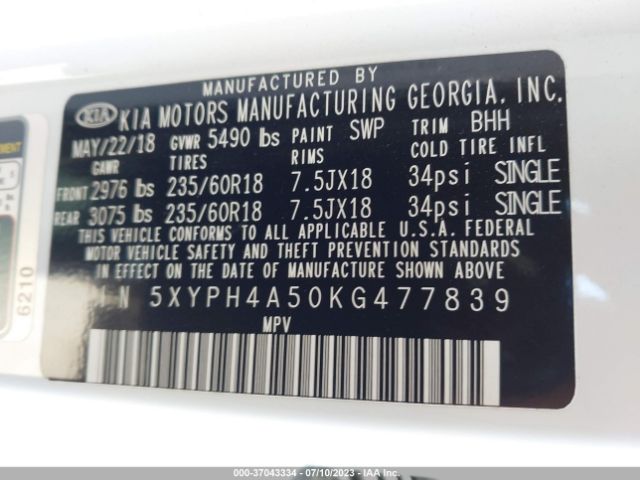 MANUFACTURED BY
KIA KIA MOTORS MANUFACTURING GEORGIA, INC.
MAY/22/18 GVWR 5490 lbs PAINT SWP TRIM BHH
GAWR TIRES RIMS COLD TIRE INFL
FRONT 2976 lbs 235/60R18 7.5JX18 34psi SINGLE
REAR 3075 lbs 235/60R18 7.5JX18 34psi SINGLE
THIS VEHICLE CONFORMS TO ALL APPLICABLE U.S.A. FEDERAL
MOTOR VEHICLE SAFETY AND THEFT PREVENTION STANDARDS
IN EFFECT ON THE DATE OF MANUFACTURE SHOWN ABOVE
5XYPH4A50KG477839
MPV
6210
000-37043334 - 07/10/2023 - IAAI